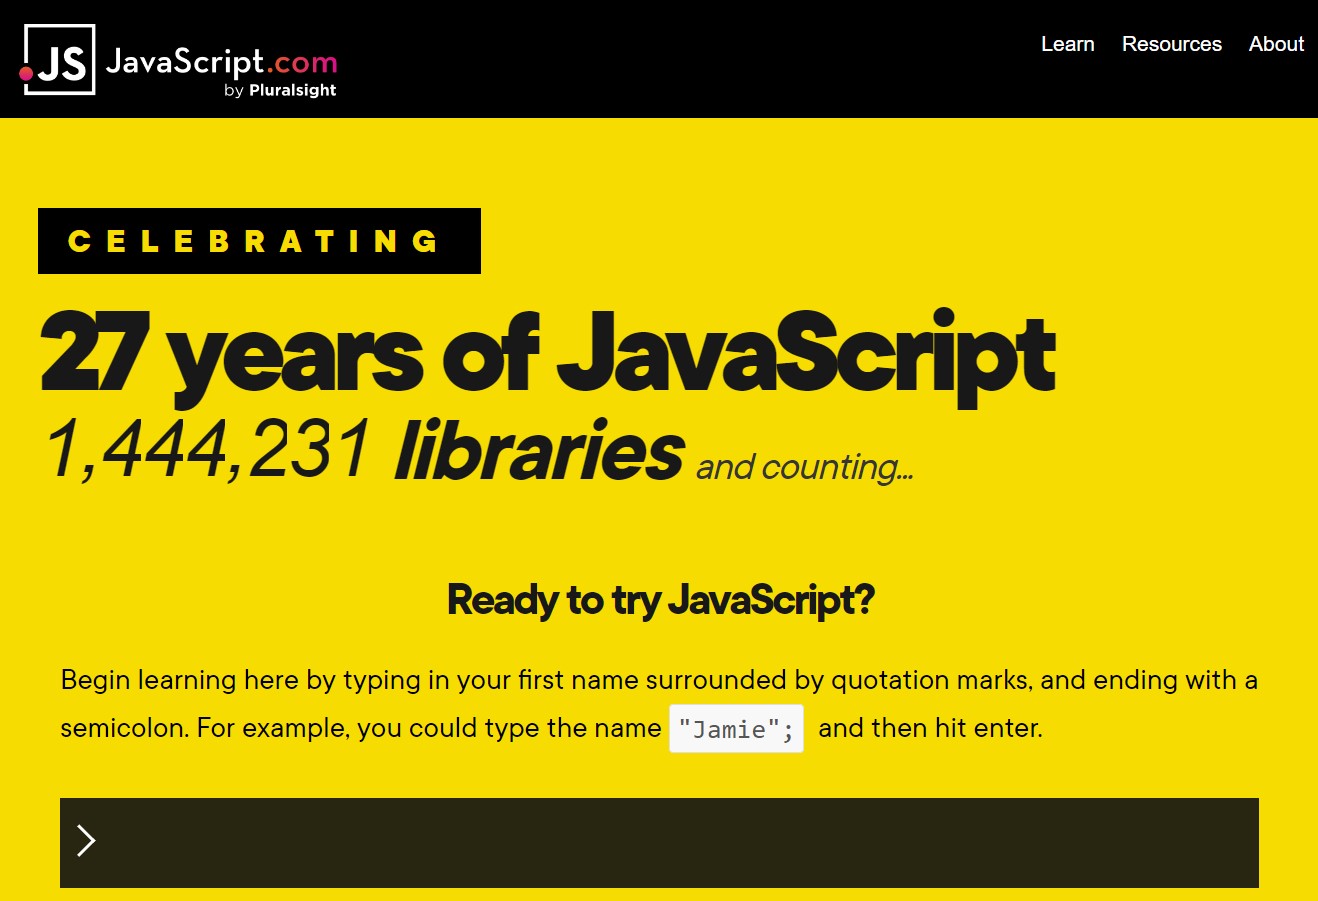 JS JavaScript.com
by Pluralsight
Learn Resources About
CELEBRATING
27 years of JavaScript
1,444,231 libraries and counting...
Ready to try JavaScript?
Begin learning here by typing in your first name surrounded by quotation marks, and ending with a
semicolon. For example, you could type the name "Jamie"; and then hit enter.